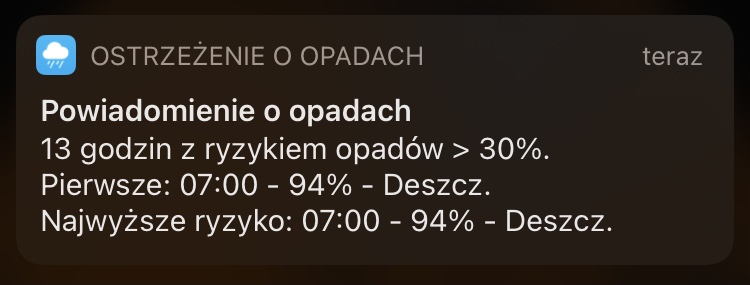 OSTRZEŻENIE O OPADACH teraz
Powiadomienie o opadach
13 godzin z ryzykiem opadów > 30%.
Pierwsze: 07:00 - 94% - Deszcz.
Najwyższe ryzyko: 07:00 - 94% - Deszcz.